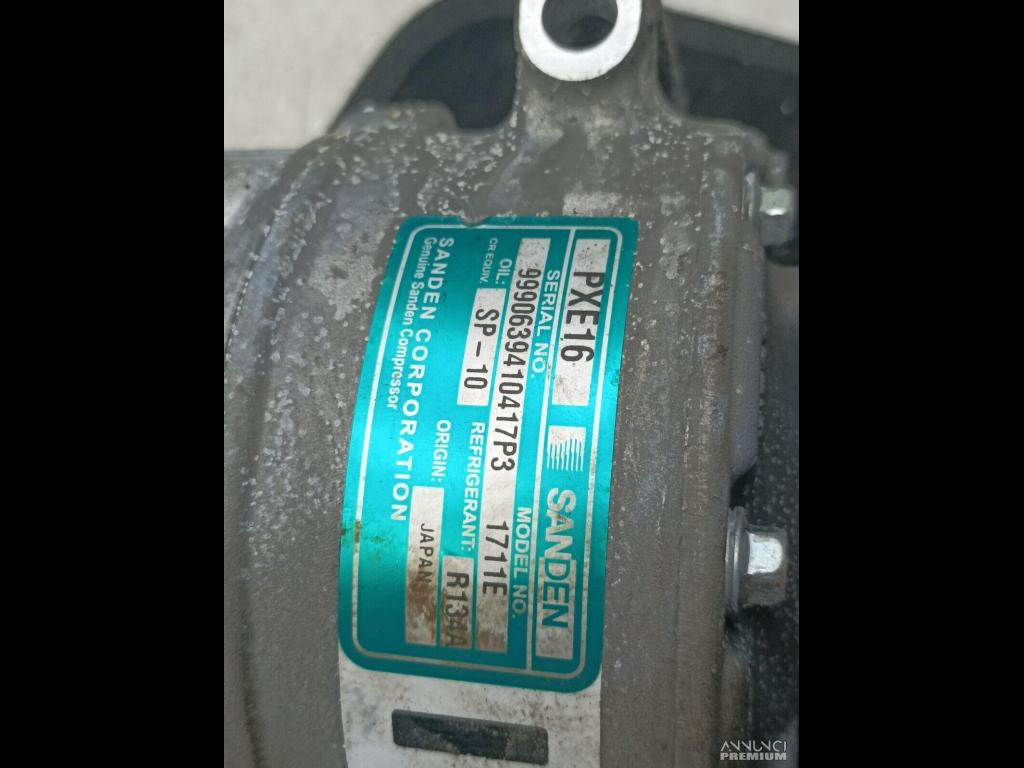 PXE16 SANDEN
SERIAL NO. MODEL NO.
9990639410417P3 1711E
OIL: SP-10 REFRIGERANT: R134A
CR EQUIV.
ORIGIN: JAPAN
SANDEN CORPORATION
Genuine Sanden Compressor
ANNUNCI
PREMIUM